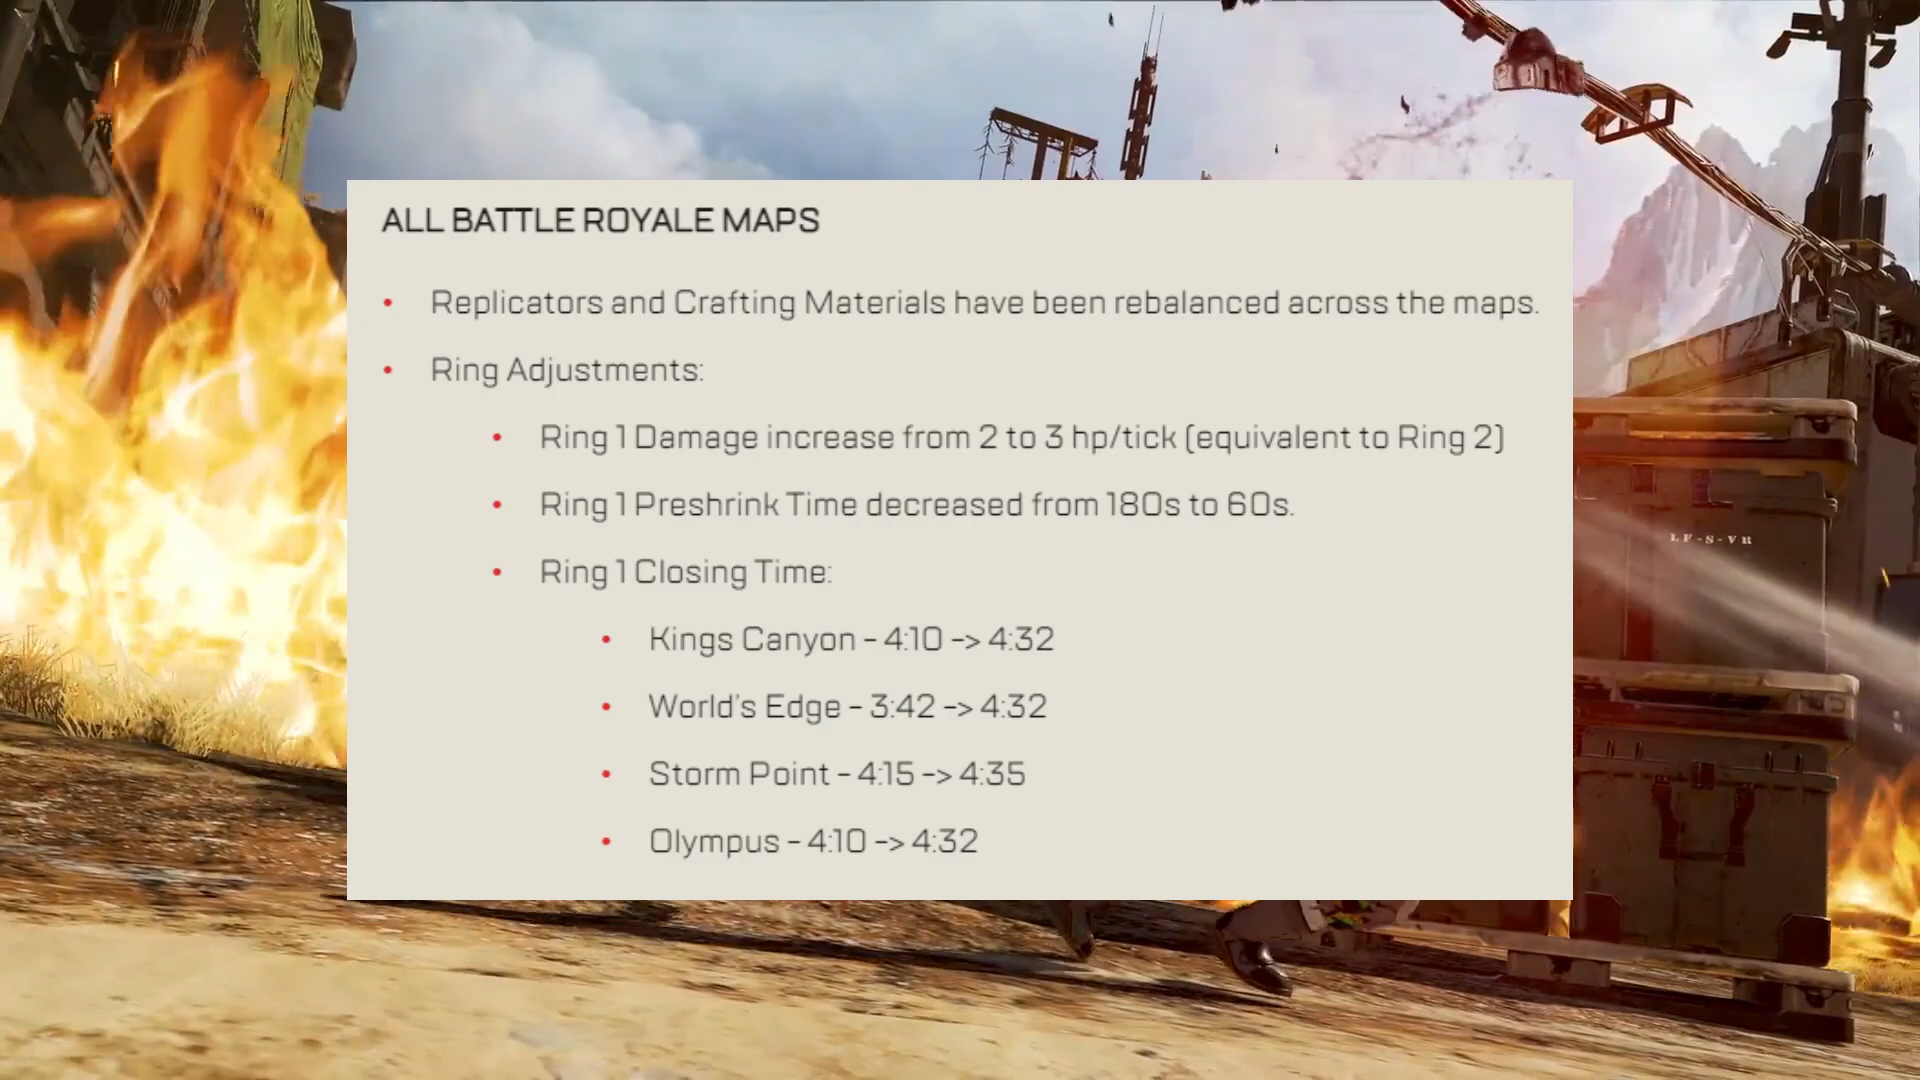 ALL BATTLE ROYALE MAPS
• Replicators and Crafting Materials have been rebalanced across the maps.
• Ring Adjustments:
• Ring 1 Damage increase from 2 to 3 hp/tick (equivalent to Ring 2)
• Ring 1 Preshrink Time decreased from 180s to 60s.
• Ring 1 Closing Time:
• Kings Canyon - 4:10 -> 4:32
• World's Edge - 3:42 -> 4:32
• Storm Point - 4:15 -> 4:35
• Olympus - 4:10 -> 4:32
LF-S-VR